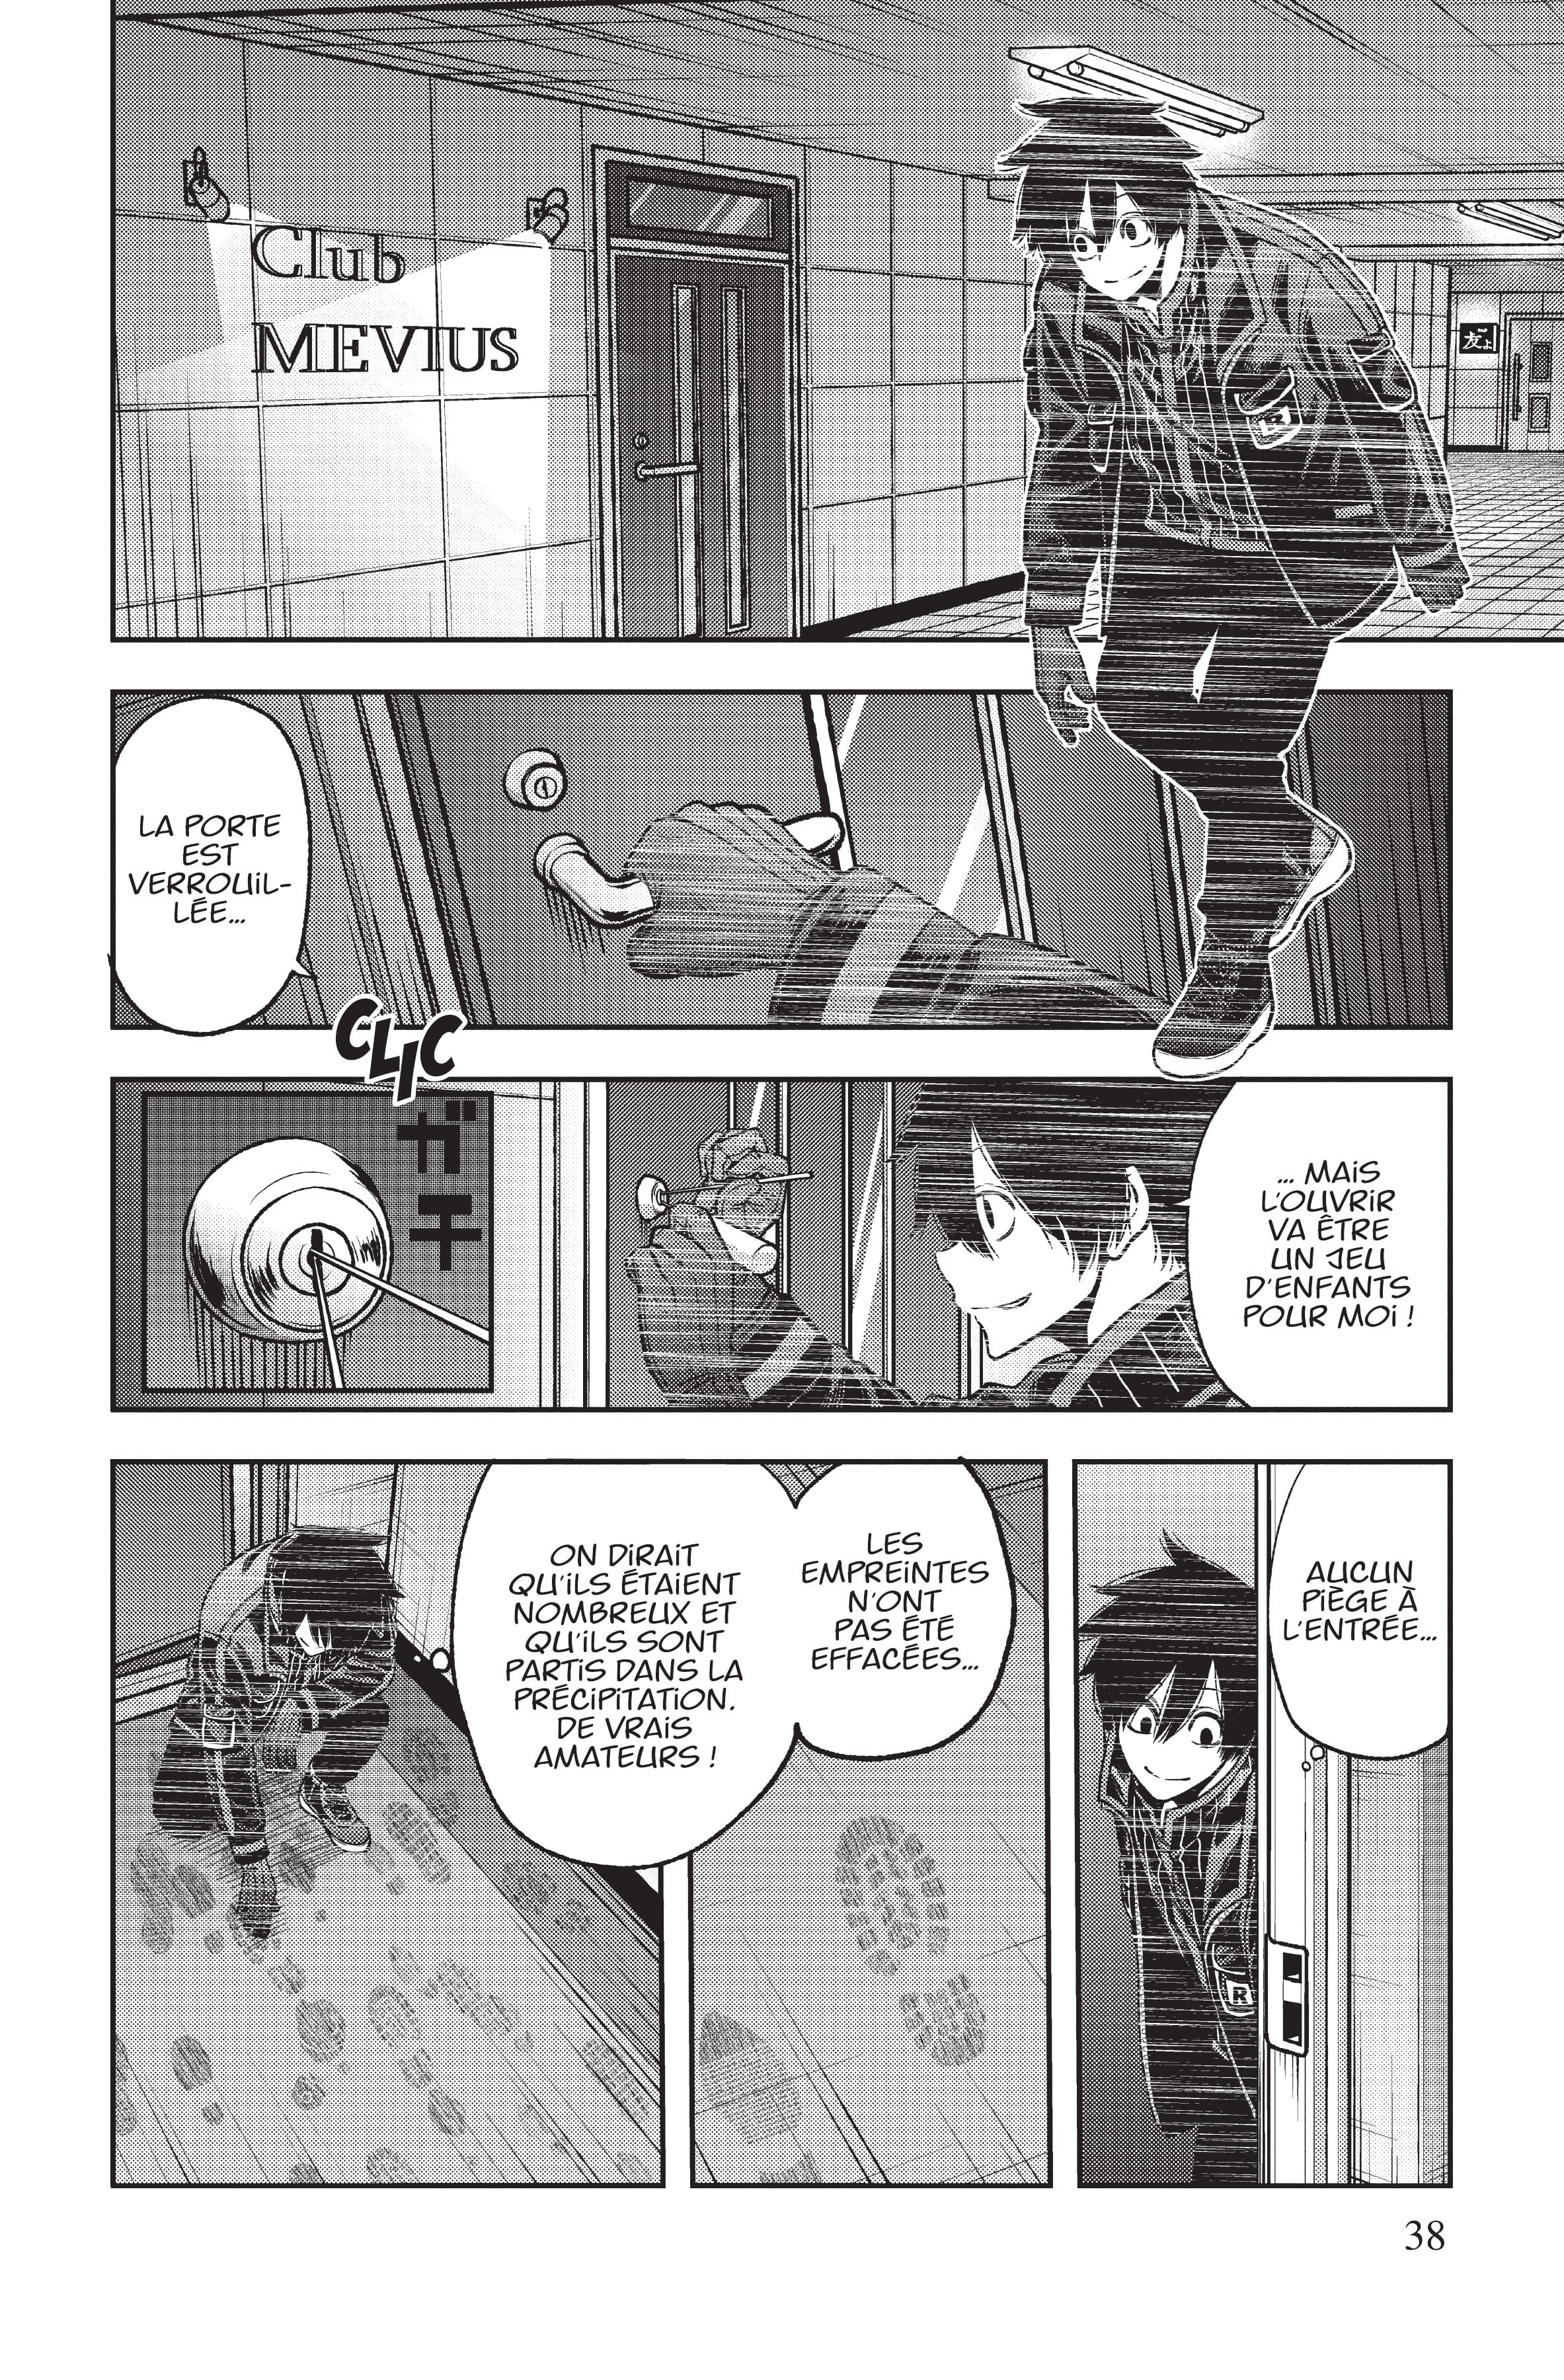 Club
MEVIUS
友よ
LA PORTE
EST
VERROUIL-
LÉE...
CLIC
ガチ
... MAIS
L'OUVRIR
VA ÊTRE
UN JEU
D'ENFANTS
POUR MOI !
AUCUN
PIÈGE À
L'ENTRÉE...
R
LES
EMPREINTES
N'ONT
PAS ÉTÉ
EFFACÉES...
ON DIRAIT
QU'ILS ÉTAIENT
NOMBREUX ET
QU'ILS SONT
PARTIS DANS LA
PRÉCIPITATION.
DE VRAIS
AMATEURS !
38